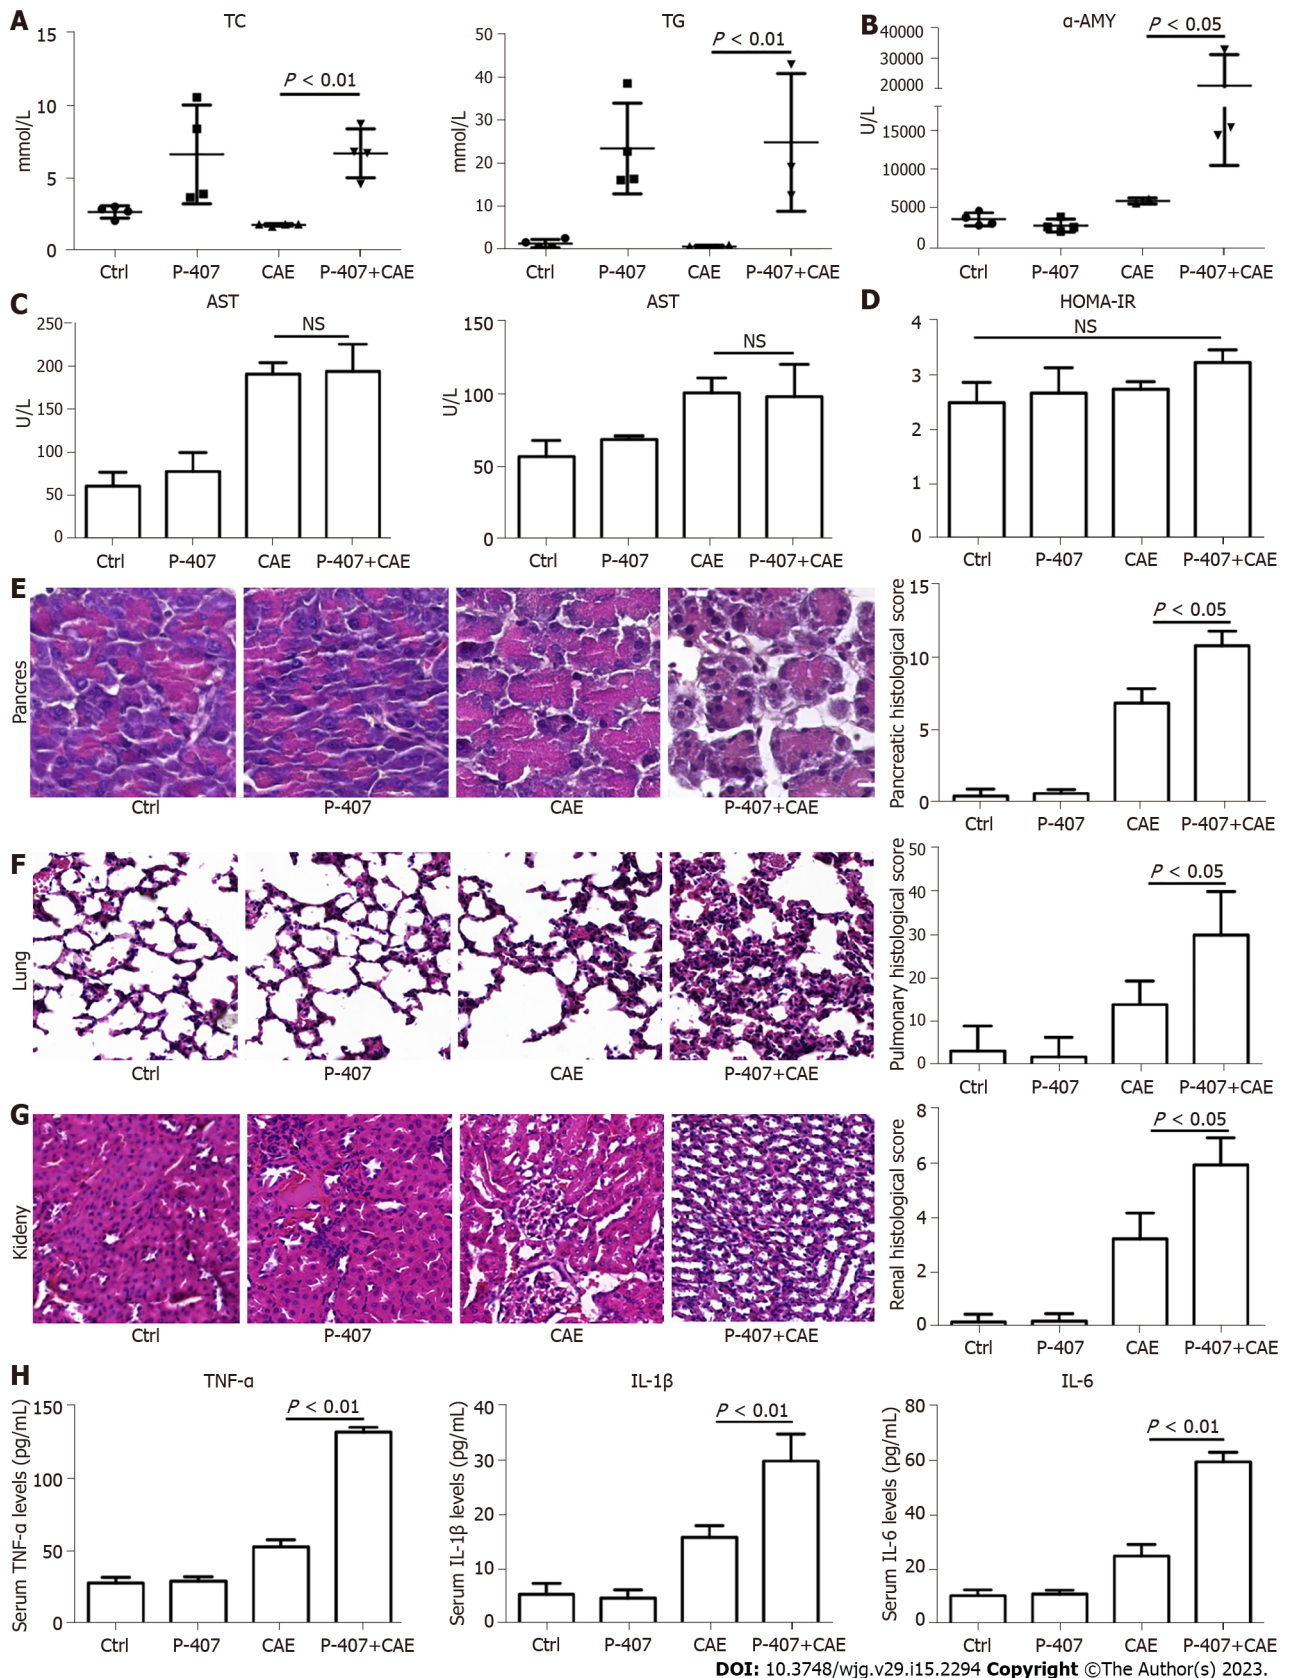 A TC
15
10
5
0
mmol/L
P < 0.01
Ctrl P-407 CAE P-407+CAE
TG
50
40
30
20
10
0
mmol/L
P < 0.01
Ctrl P-407 CAE P-407+CAE
B α-AMY
40000
30000
20000
15000
10000
5000
0
U/L
P < 0.05
Ctrl P-407 CAE P-407+CAE
C AST
250
200
150
100
50
0
U/L
NS
Ctrl P-407 CAE P-407+CAE
AST
150
100
50
0
U/L
NS
Ctrl P-407 CAE P-407+CAE
D HOMA-IR
4
3
2
1
0
NS
Ctrl P-407 CAE P-407+CAE
E
Pancres
Ctrl P-407 CAE P-407+CAE
Pancreatic histological score
15
10
5
0
P < 0.05
Ctrl P-407 CAE P-407+CAE
F
Lung
Ctrl P-407 CAE P-407+CAE
Pulmonary histological score
50
40
30
20
10
0
P < 0.05
Ctrl P-407 CAE P-407+CAE
G
Kideny
Ctrl P-407 CAE P-407+CAE
Renal histological score
8
6
4
2
0
P < 0.05
Ctrl P-407 CAE P-407+CAE
H TNF-α
Serum TNF-α levels (pg/mL)
150
100
50
0
P < 0.01
Ctrl P-407 CAE P-407+CAE
IL-1β
Serum IL-1β levels (pg/mL)
40
30
20
10
0
P < 0.01
Ctrl P-407 CAE P-407+CAE
IL-6
Serum IL-6 levels (pg/mL)
80
60
40
20
0
P < 0.01
Ctrl P-407 CAE P-407+CAE
DOI: 10.3748/wjg.v29.i15.2294 Copyright ©The Author(s) 2023.